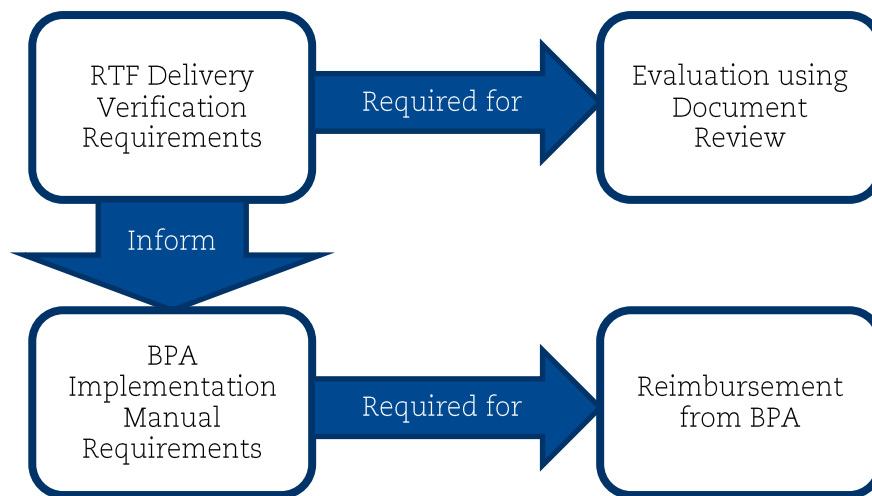 RTF Delivery
Verification
Requirements
Required for
Evaluation using
Document
Review
Inform
BPA
Implementation
Manual
Requirements
Required for
Reimbursement
from BPA